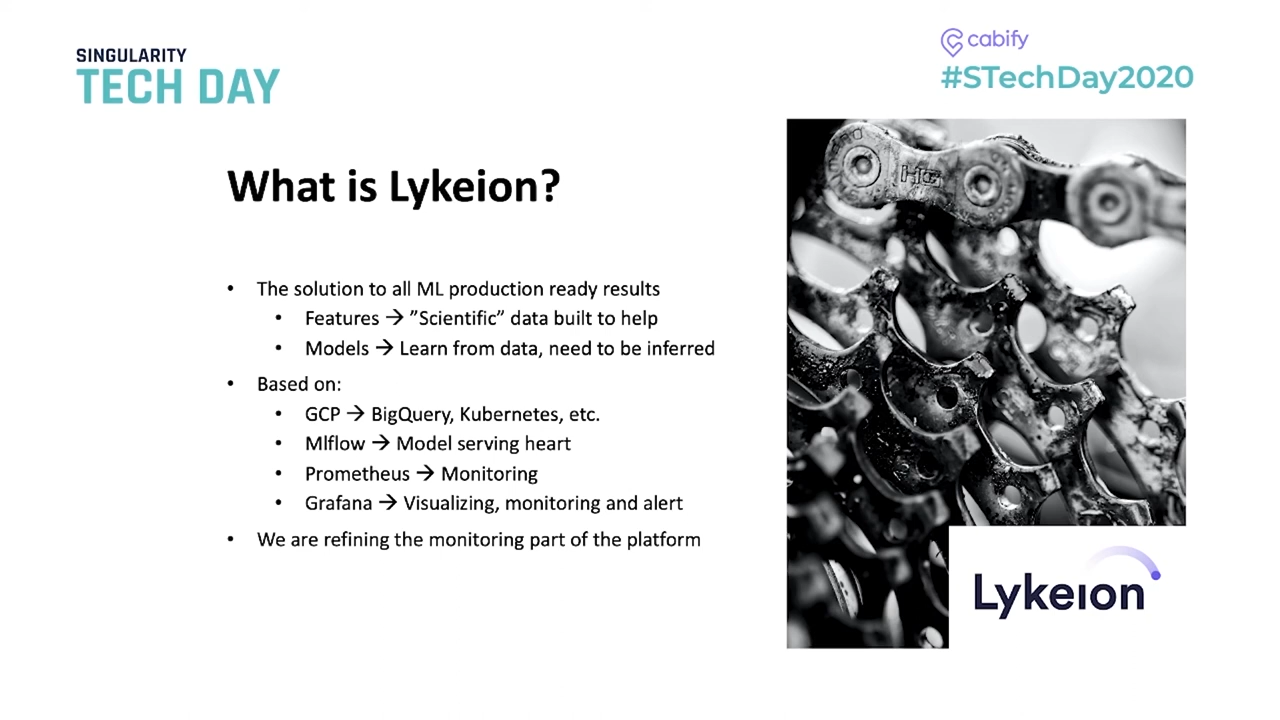 SINGULARITY
TECH DAY
cabify
#STechDay2020
What is Lykeion?
• The solution to all ML production ready results
• Features → ”Scientific” data built to help
• Models → Learn from data, need to be inferred
• Based on:
• GCP → BigQuery, Kubernetes, etc.
• Mlflow → Model serving heart
• Prometheus → Monitoring
• Grafana → Visualizing, monitoring and alert
• We are refining the monitoring part of the platform
HG
Lykeion